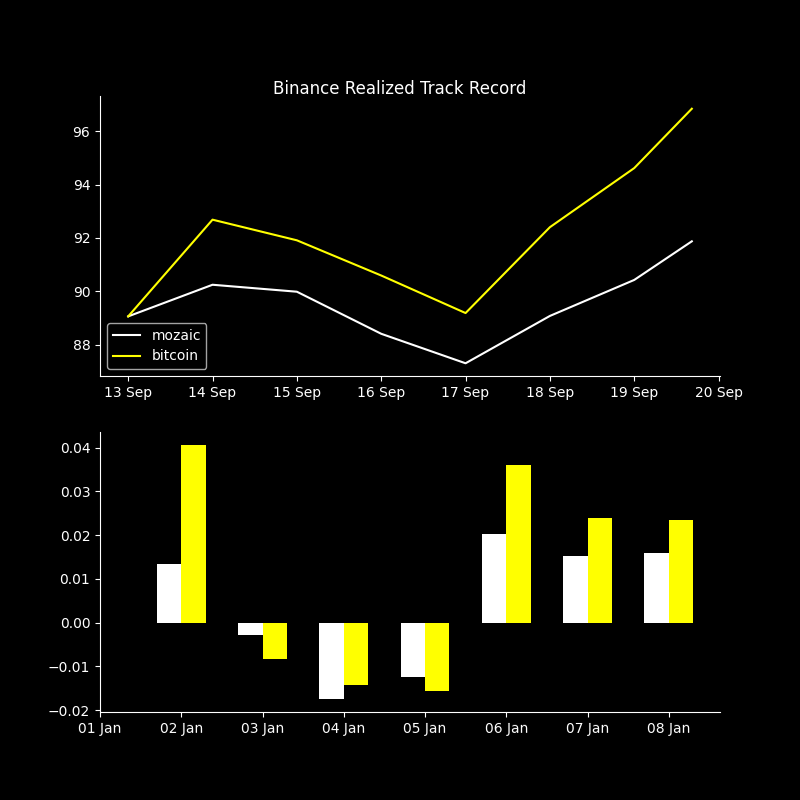 Binance Realized Track Record
96
94
92
90
88
mozaic
bitcoin
13 Sep 14 Sep 15 Sep 16 Sep 17 Sep 18 Sep 19 Sep 20 Sep
0.04
0.03
0.02
0.01
0.00
−0.01
−0.02
01 Jan 02 Jan 03 Jan 04 Jan 05 Jan 06 Jan 07 Jan 08 Jan